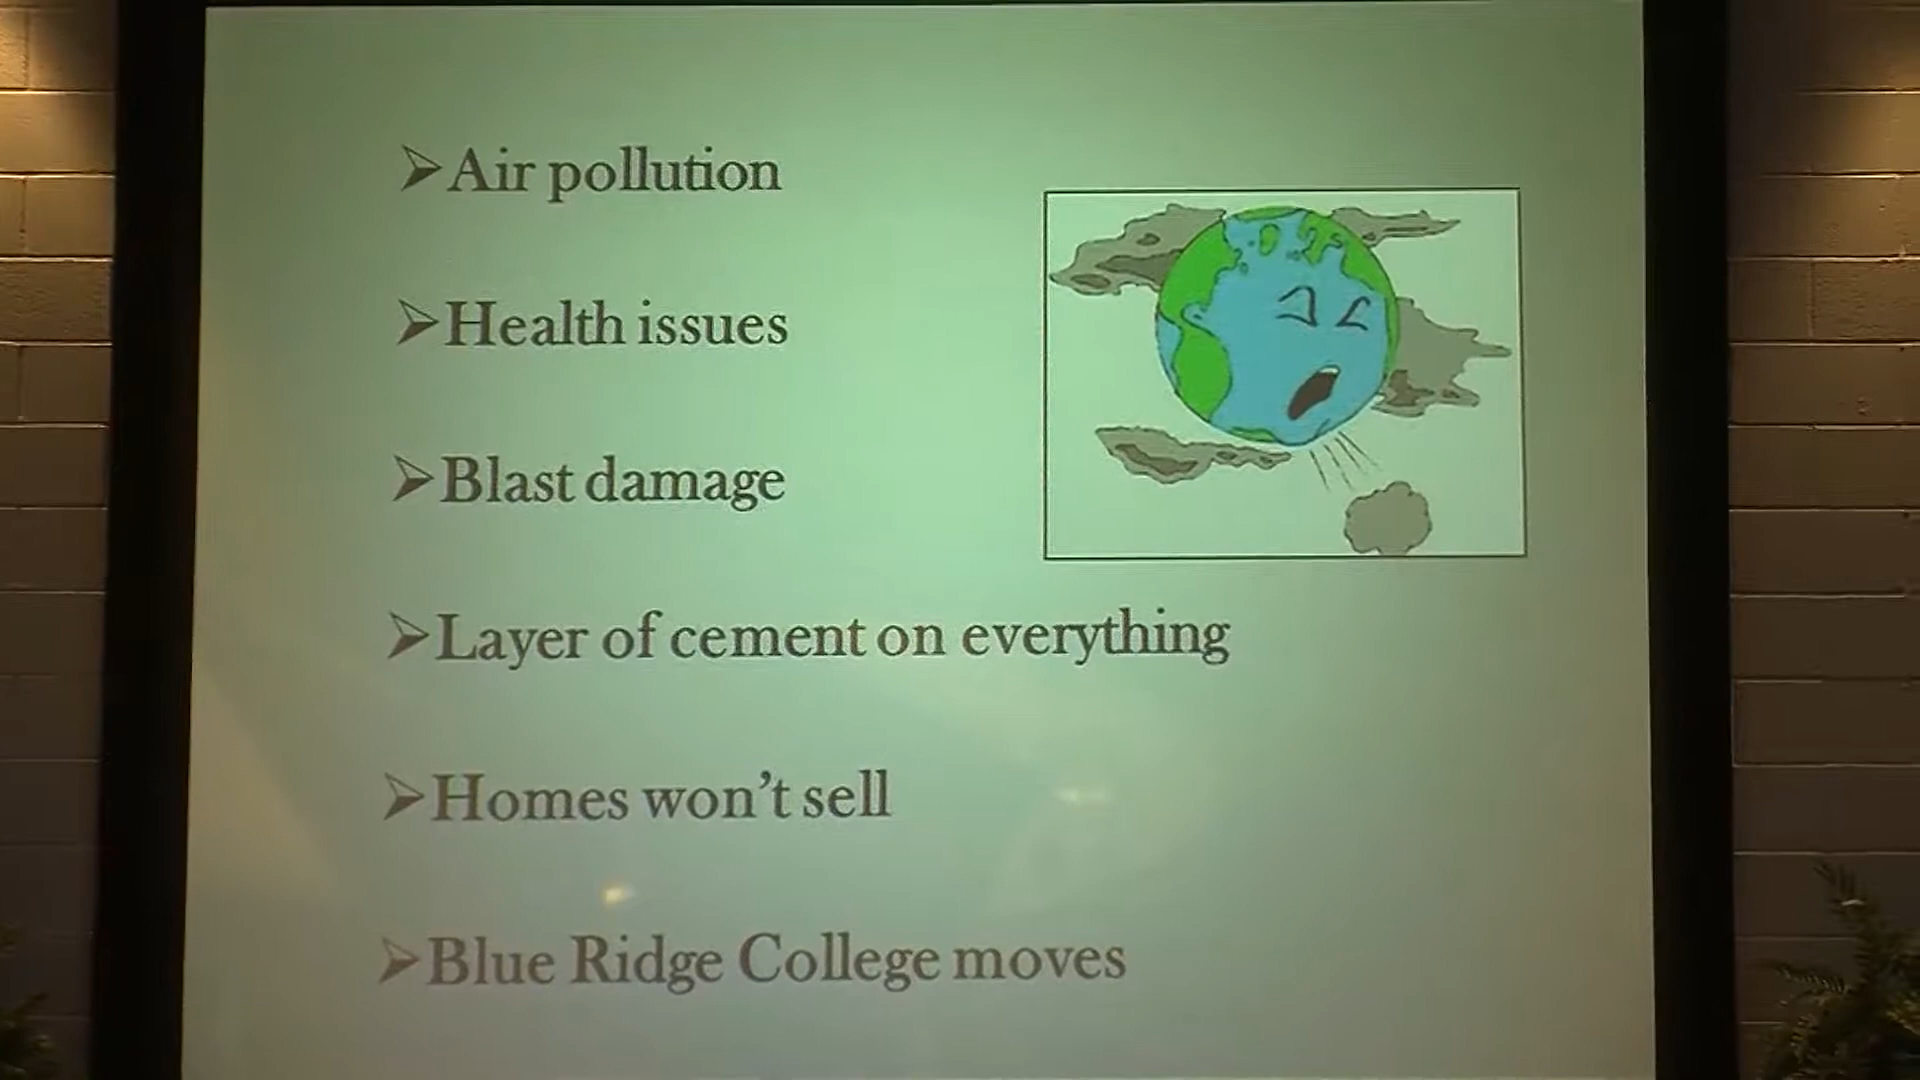 ➢Air pollution
➢Health issues
➢Blast damage
➢Layer of cement on everything
➢Homes won't sell
➢Blue Ridge College moves